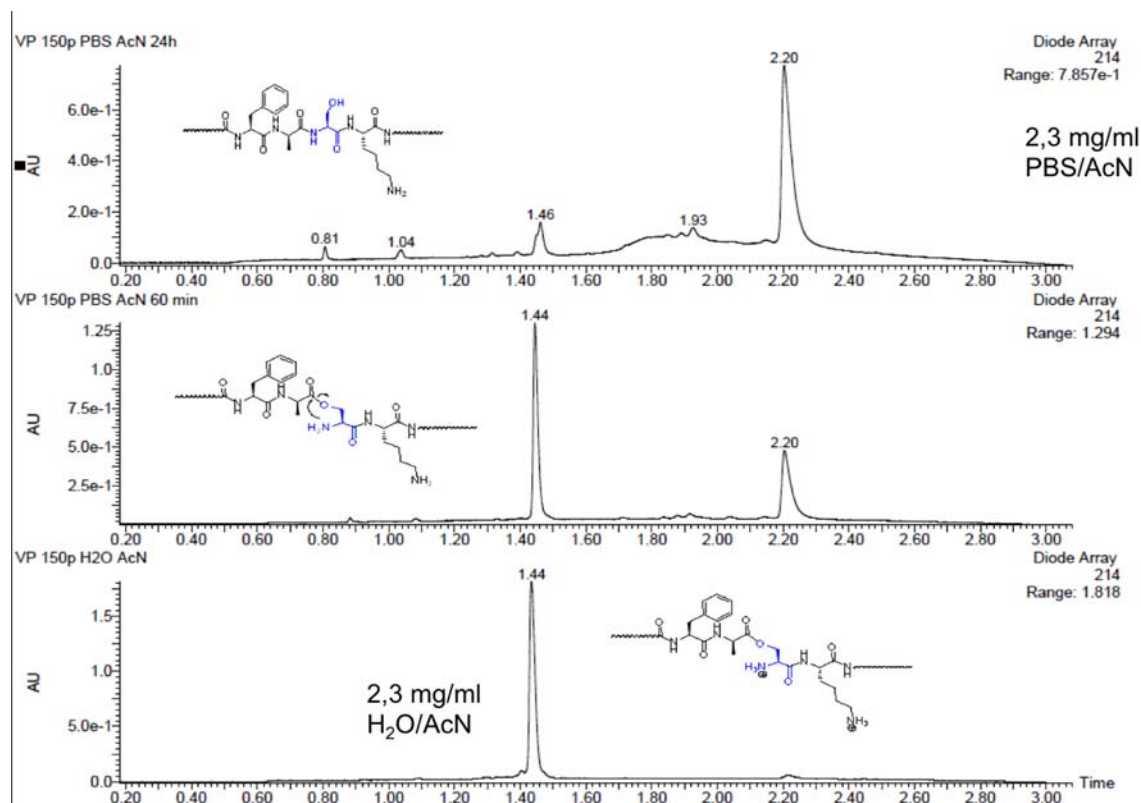 VP 150p PBS AcN 24h
Diode Array
214
Range: 7.857e-1
2.20
6.0e-1
4.0e-1
2.0e-1
0.0
AU
2,3 mg/ml
PBS/AcN
0.81
1.04
1.46
1.93
O
N
H
O
H
N
O
N
H
OH
O
H
N
O
H
N
NH2
0.20 0.40 0.60 0.80 1.00 1.20 1.40 1.60 1.80 2.00 2.20 2.40 2.60 2.80 3.00
VP 150p PBS AcN 60 min
Diode Array
214
Range: 1.294
1.44
2.20
1.25
1.0
7.5e-1
5.0e-1
2.5e-1
AU
O
N
H
O
H
N
O
O
H2N
O
H
N
O
H
N
NH2
0.20 0.40 0.60 0.80 1.00 1.20 1.40 1.60 1.80 2.00 2.20 2.40 2.60 2.80 3.00
VP 150p H2O AcN
Diode Array
214
Range: 1.818
1.44
1.5
1.0
5.0e-1
0.0
AU
2,3 mg/ml
H2O/AcN
O
N
H
O
H
N
O
O
H3N
⊕
O
H
N
O
H
N
NH3
⊕
Time
0.20 0.40 0.60 0.80 1.00 1.20 1.40 1.60 1.80 2.00 2.20 2.40 2.60 2.80 3.00